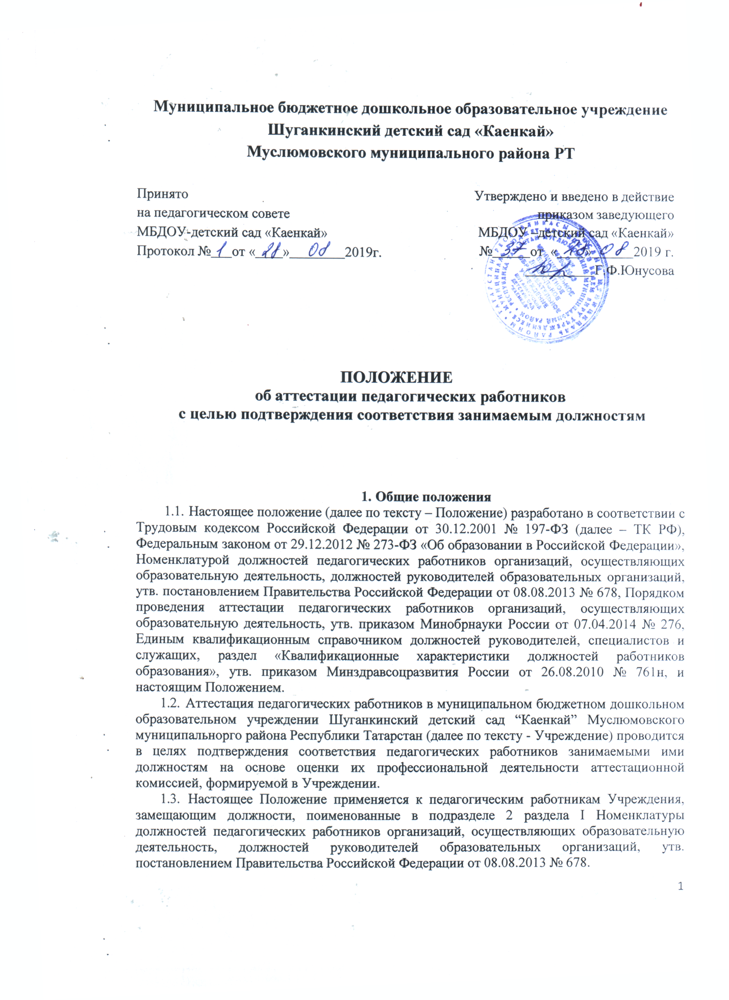 Муниципальное бюджетное дошкольное образовательное учреждение
Шуганкинский детский сад «Каенкай»
Муслюмовского муниципального района РТ
Принято
на педагогическом совете
МБДОУ-детский сад «Каенкай»
Протокол № 1 от « 28 » 08 2019г.
Утверждено и введено в действие
приказом заведующего
МБДОУ –детский сад «Каенкай»
№ 37 от « 28 » 08 2019 г.
Г.Ф.Юнусова
ПОЛОЖЕНИЕ
об аттестации педагогических работников
с целью подтверждения соответствия занимаемым должностям
1. Общие положения
1.1. Настоящее положение (далее по тексту – Положение) разработано в соответствии с
Трудовым кодексом Российской Федерации от 30.12.2001 № 197-ФЗ (далее – ТК РФ),
Федеральным законом от 29.12.2012 № 273-ФЗ «Об образовании в Российской Федерации»,
Номенклатурой должностей педагогических работников организаций, осуществляющих
образовательную деятельность, должностей руководителей образовательных организаций,
утв. постановлением Правительства Российской Федерации от 08.08.2013 № 678, Порядком
проведения аттестации педагогических работников организаций, осуществляющих
образовательную деятельность, утв. приказом Минобрнауки России от 07.04.2014 № 276,
Единым квалификационным справочником должностей руководителей, специалистов и
служащих, раздел «Квалификационные характеристики должностей работников
образования», утв. приказом Минздравсоцразвития России от 26.08.2010 № 761н, и
настоящим Положением.
1.2. Аттестация педагогических работников в муниципальном бюджетном дошкольном
образовательном учреждении Шуганкинский детский сад “Каенкай” Муслюмовского
муниципальнорго района Республики Татарстан (далее по тексту - Учреждение) проводится
в целях подтверждения соответствия педагогических работников занимаемыми ими
должностям на основе оценки их профессиональной деятельности аттестационной
комиссией, формируемой в Учреждении.
1.3. Настоящее Положение применяется к педагогическим работникам Учреждения,
замещающим должности, поименованные в подразделе 2 раздела I Номенклатуры
должностей педагогических работников организаций, осуществляющих образовательную
деятельность, должностей руководителей образовательных организаций, утв.
постановлением Правительства Российской Федерации от 08.08.2013 № 678.
1